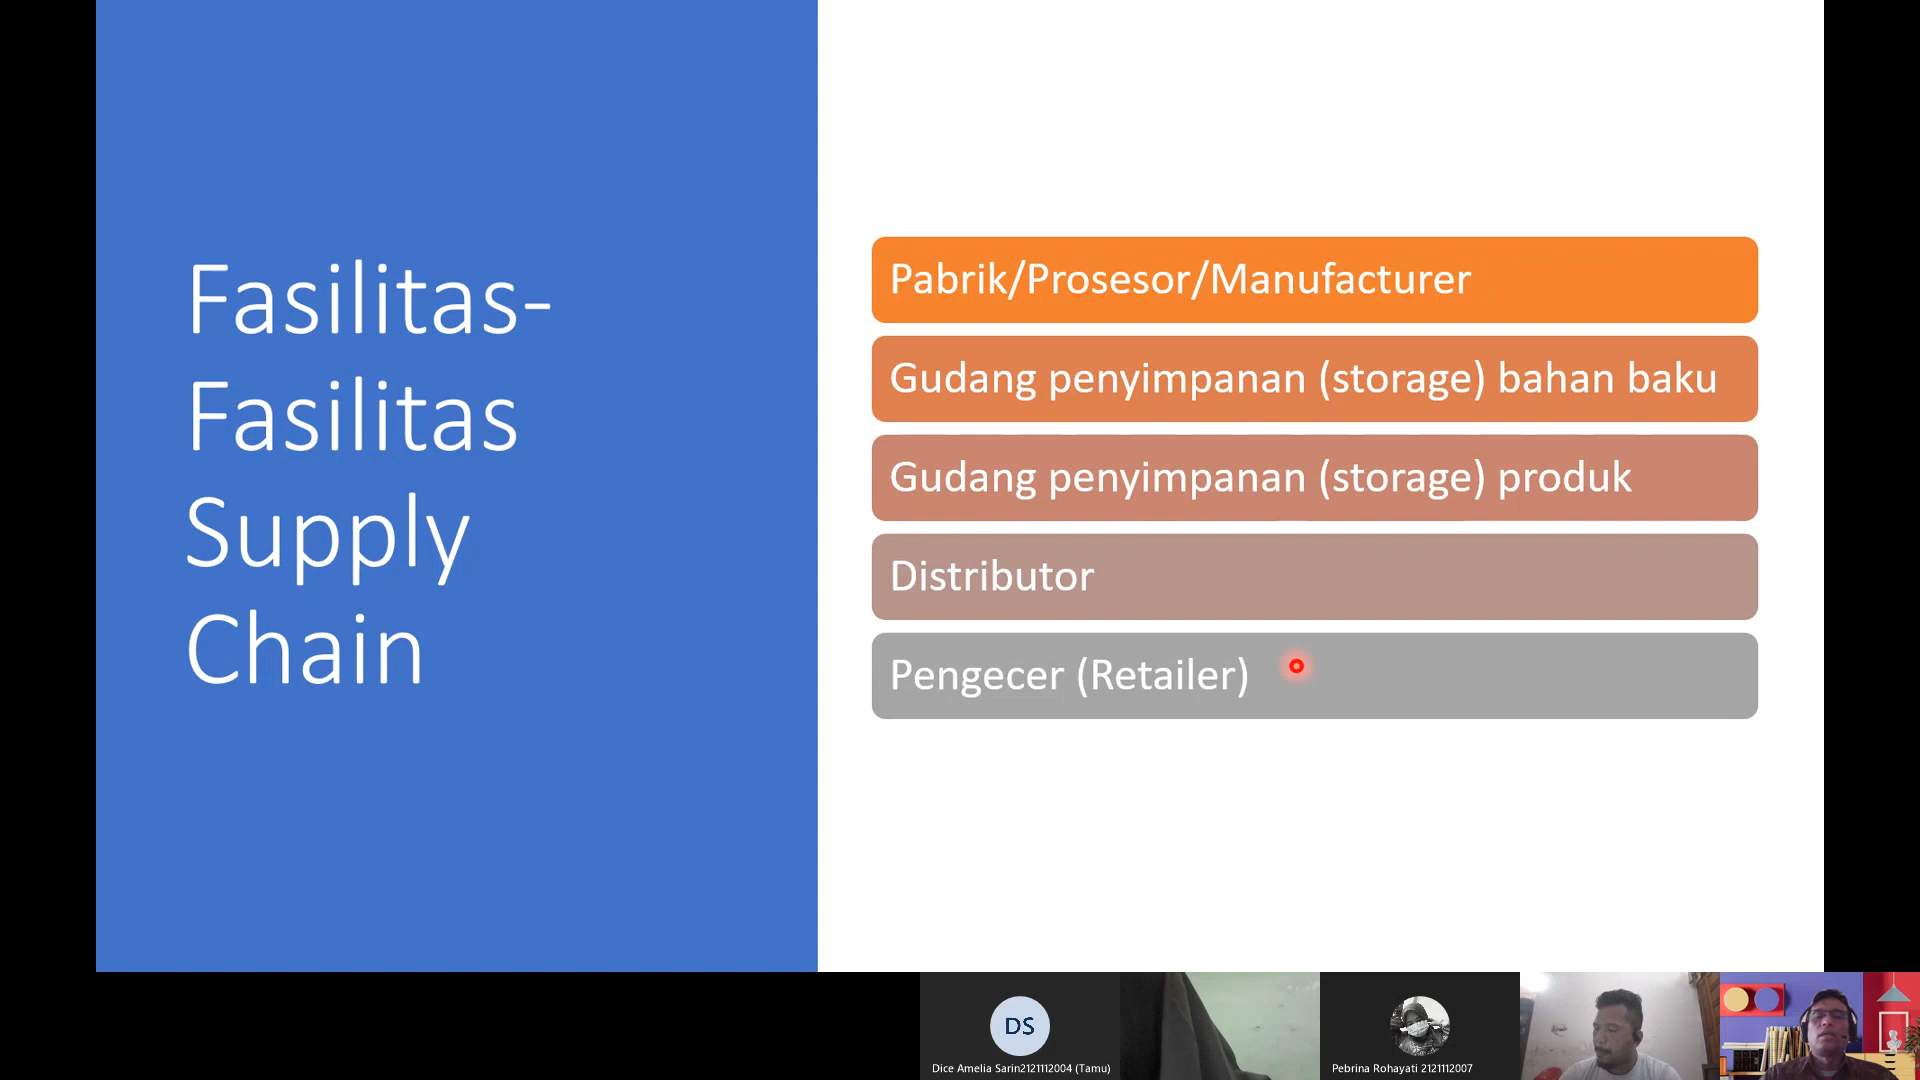 Fasilitas-
Fasilitas
Supply
Chain
Pabrik/Prosesor/Manufacturer
Gudang penyimpanan (storage) bahan baku
Gudang penyimpanan (storage) produk
Distributor
Pengecer (Retailer)
DS
Dice Amelia Sarin2121112004 (Tamu)
Pebrina Rohayati 2121112007